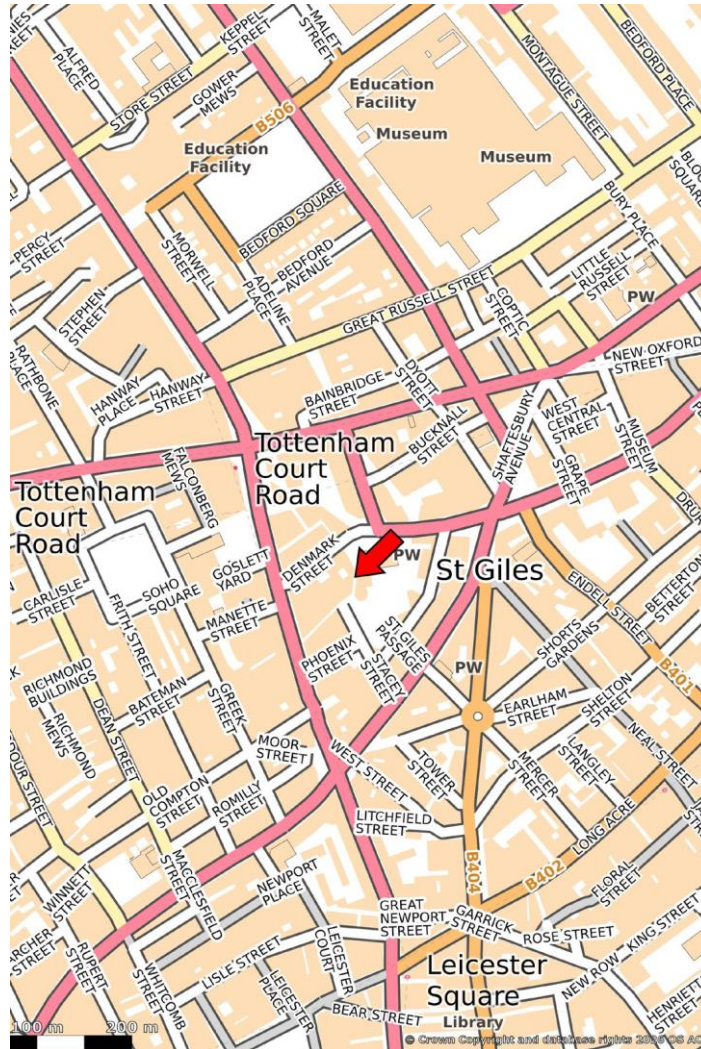 ALFRED
PLACE
KEPPEL
STREET
MALET
STREET
STORE STREET
GOWER
MEWS
B506
Education
Facility
Museum
Museum
Education
Facility
MONTAGUE STREET
BEDFORD PLACE
BURY PLACE
BEDFORD SQUARE
PERCY
STREET
MORWELL
STREET
ADELINE
PLACE
BEDFORD
AVENUE
STEPHEN
STREET
RATHBONE
PLACE
HANWAY
PLACE
HANWAY
STREET
GREAT RUSSELL STREET
COPTIC
STREET
LITTLE
RUSSELL
STREET
PW
NEW OXFORD
STREET
BAINBRIDGE
STREET
DYOTT
STREET
BUCKNALL
STREET
SHAFTESBURY
AVENUE
WEST
CENTRAL
STREET
GRAPE
STREET
MUSEUM
STREET
Tottenham
Court
Road
FALCONBERG
MEWS
Tottenham
Court
Road
GOSLETT
YARD
DENMARK
STREET
PW
St Giles
CARLISLE
STREET
SOHO
SQUARE
FRITH STREET
MANETTE
STREET
GREEK
STREET
BATEMAN
STREET
RICHMOND
BUILDINGS
RICHMOND
MEWS
DEAN STREET
PHOENIX
STREET
STACEY
STREET
ST. GILES
PASSAGE
PW
ENDELL STREET
BETTERTON
STREET
SHORTS
GARDENS
B401
EARLHAM
STREET
SHELTON
STREET
NEAL STREET
MERCER
STREET
LANGLEY
STREET
MOOR
STREET
WEST STREET
TOWER
STREET
LITCHFIELD
STREET
OLD
COMPTON
STREET
ROMILLY
STREET
MACCLESFIELD
STREET
WINNETT
STREET
RUPERT
STREET
WHITCOMB
STREET
NEWPORT
PLACE
LISLE STREET
LEICESTER
PLACE
LEICESTER
COURT
BEAR STREET
GREAT
NEWPORT
STREET
B404
B402
LONG ACRE
GARRICK
STREET
FLORAL
STREET
ROSE STREET
NEW ROW
KING STREET
Leicester
Square
Library
100 m
200 m